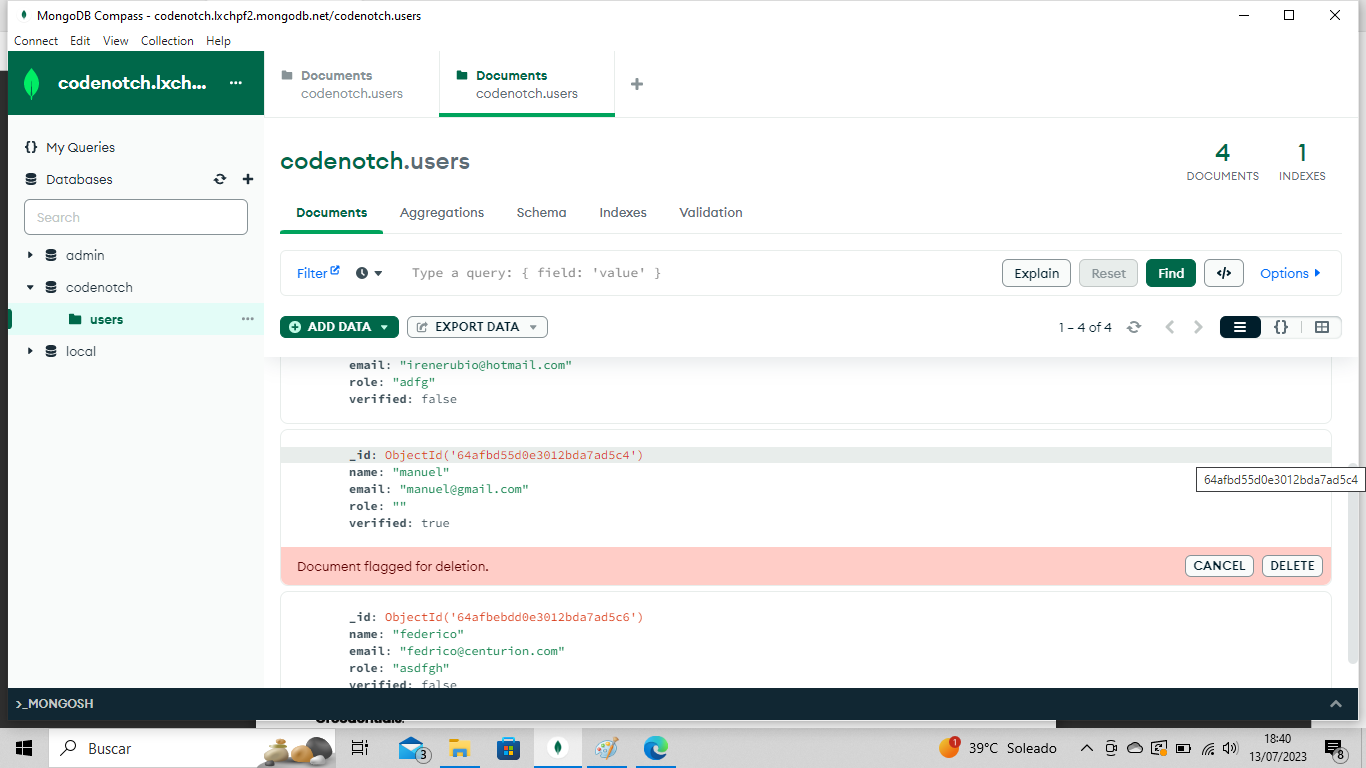 MongoDB Compass - codenotch.lxchpf2.mongodb.net/codenotch.users
Connect Edit View Collection Help
codenotch.lxch... ...
Documents
codenotch.users
Documents
codenotch.users
+
My Queries
Databases
Search
admin
codenotch
users ...
local
codenotch.users
4
DOCUMENTS
1
INDEXES
Documents Aggregations Schema Indexes Validation
Filter Type a query: { field: 'value' } Explain Reset Find </> Options
ADD DATA EXPORT DATA 1 – 4 of 4 {}
email: "irenerubio@hotmail.com"
role: "adfg"
verified: false
_id: ObjectId('64afbd55d0e3012bda7ad5c4')
64afbd55d0e3012bda7ad5c4
name: "manuel"
email: "manuel@gmail.com"
role: ""
verified: true
Document flagged for deletion. CANCEL DELETE
_id: ObjectId('64afbebdd0e3012bda7ad5c6')
name: "federico"
email: "fedrico@centurion.com"
role: "asdfgh"
verified: false
>_MONGOSH
Credentials:
Buscar 3 1 39°C Soleado 18:40
13/07/2023 8